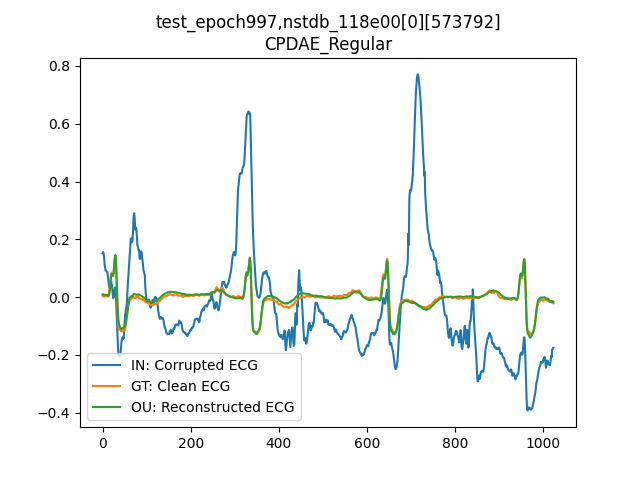 test_epoch997,nstdb_118e00[0][573792]
CPDAE_Regular
0.8
0.6
0.4
0.2
0.0
−0.2
−0.4
IN: Corrupted ECG
GT: Clean ECG
OU: Reconstructed ECG
0 200 400 600 800 1000